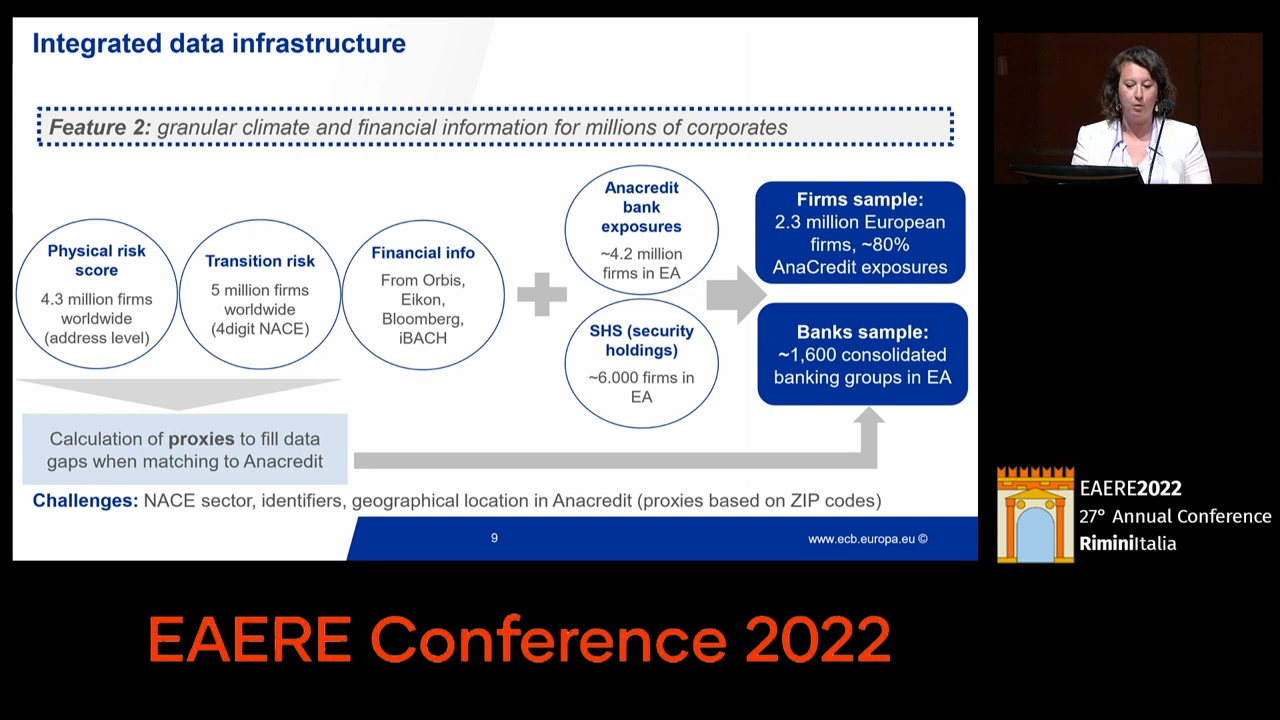 Integrated data infrastructure
Feature 2: granular climate and financial information for millions of corporates
Physical risk
score
4.3 million firms
worldwide
(address level)
Transition risk
5 million firms
worldwide
(4digit NACE)
Financial info
From Orbis,
Eikon,
Bloomberg,
iBACH
Anacredit
bank
exposures
~4.2 million
firms in EA
SHS (security
holdings)
~6.000 firms in
EA
Firms sample:
2.3 million European
firms, ~80%
AnaCredit exposures
Banks sample:
~1,600 consolidated
banking groups in EA
Calculation of proxies to fill data
gaps when matching to Anacredit
Challenges: NACE sector, identifiers, geographical location in Anacredit (proxies based on ZIP codes)
9
www.ecb.europa.eu ©
EAERE2022
27° Annual Conference
RiminiItalia
EAERE Conference 2022